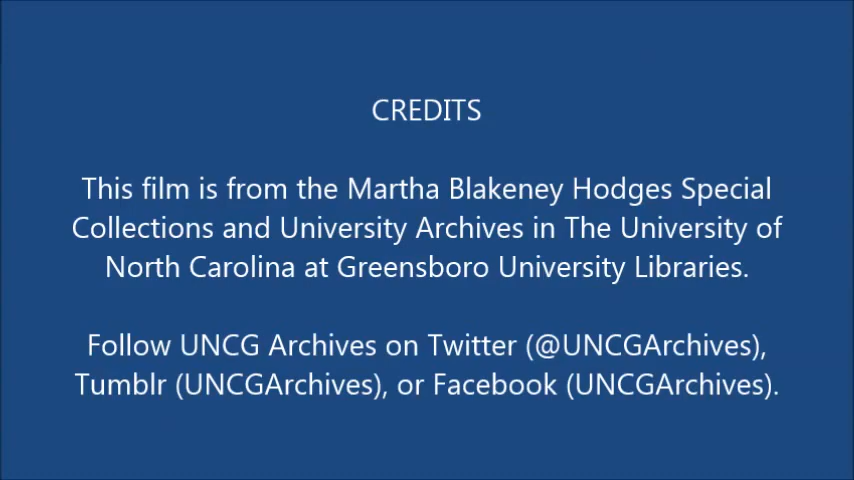 CREDITS
This film is from the Martha Blakeney Hodges Special
Collections and University Archives in The University of
North Carolina at Greensboro University Libraries.
Follow UNCG Archives on Twitter (@UNCGArchives),
Tumblr (UNCGArchives), or Facebook (UNCGArchives).